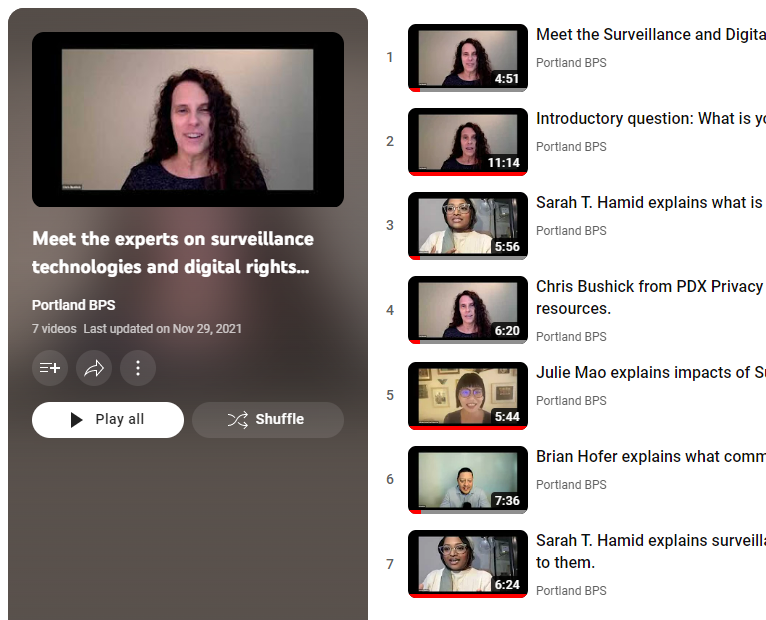 Meet the experts on surveillance
technologies and digital rights...
Portland BPS
7 videos Last updated on Nov 29, 2021
Play all
Shuffle
1
4:51
Meet the Surveillance and Digita
Portland BPS
2
11:14
Introductory question: What is yo
Portland BPS
3
5:56
Sarah T. Hamid explains what is
Portland BPS
4
6:20
Chris Bushick from PDX Privacy
resources.
Portland BPS
5
5:44
Julie Mao explains impacts of Su
Portland BPS
6
7:36
Brian Hofer explains what comm
Portland BPS
7
6:24
Sarah T. Hamid explains surveilla
to them.
Portland BPS